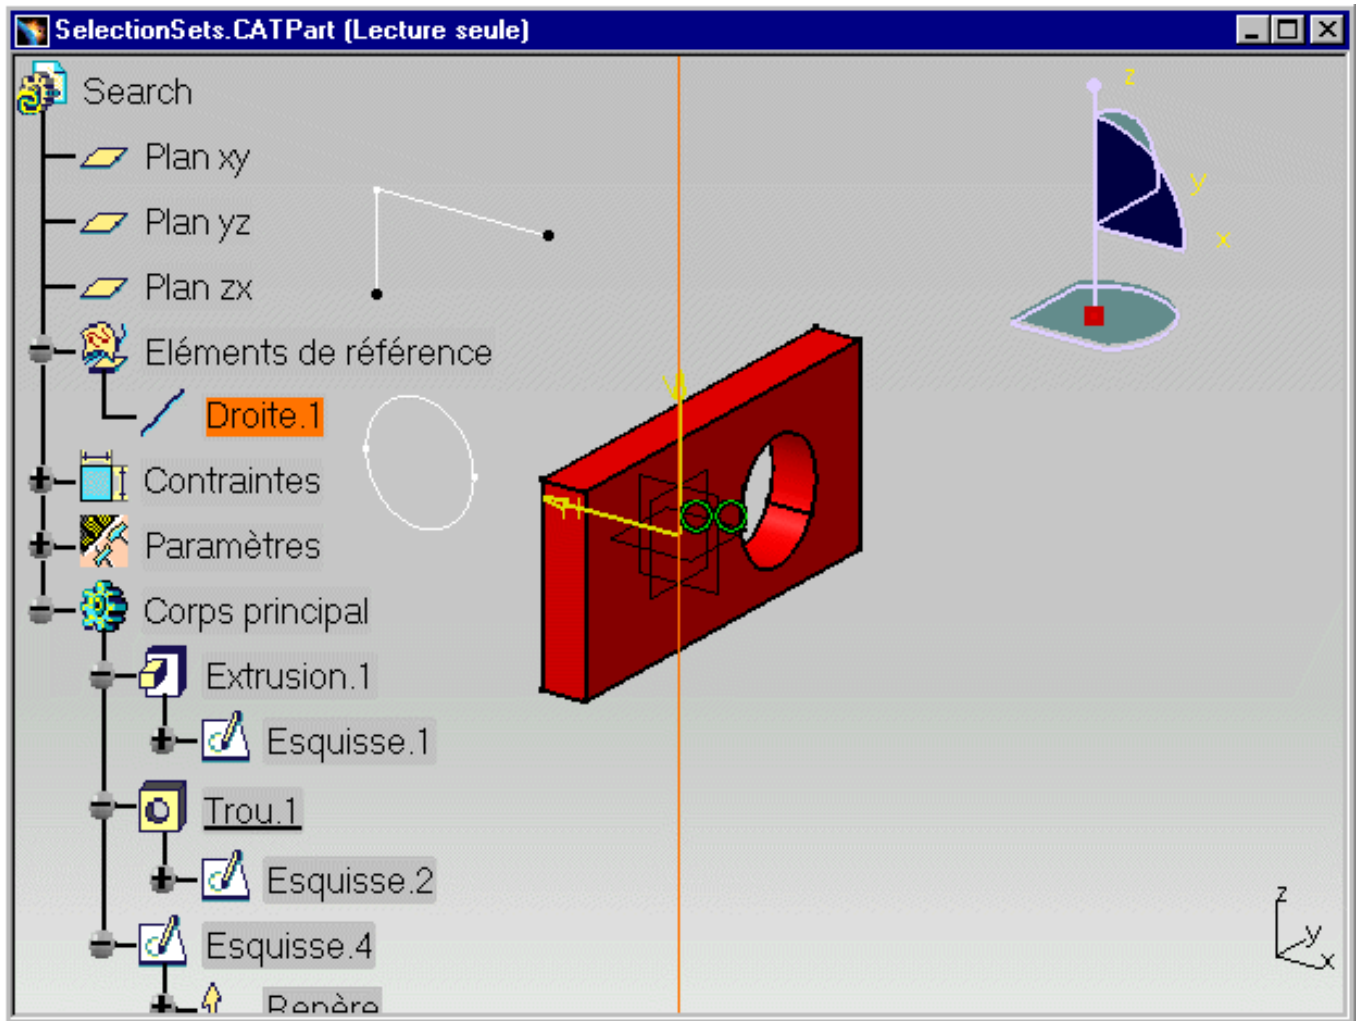 SelectionSets.CATPart (Lecture seule)
Search
Plan xy
Plan yz
Plan zx
Eléments de référence
Droite.1
Contraintes
Paramètres
Corps principal
Extrusion.1
Esquisse.1
Trou.1
Esquisse.2
Esquisse.4
Repère
z
y
x
V
H
z
y
x